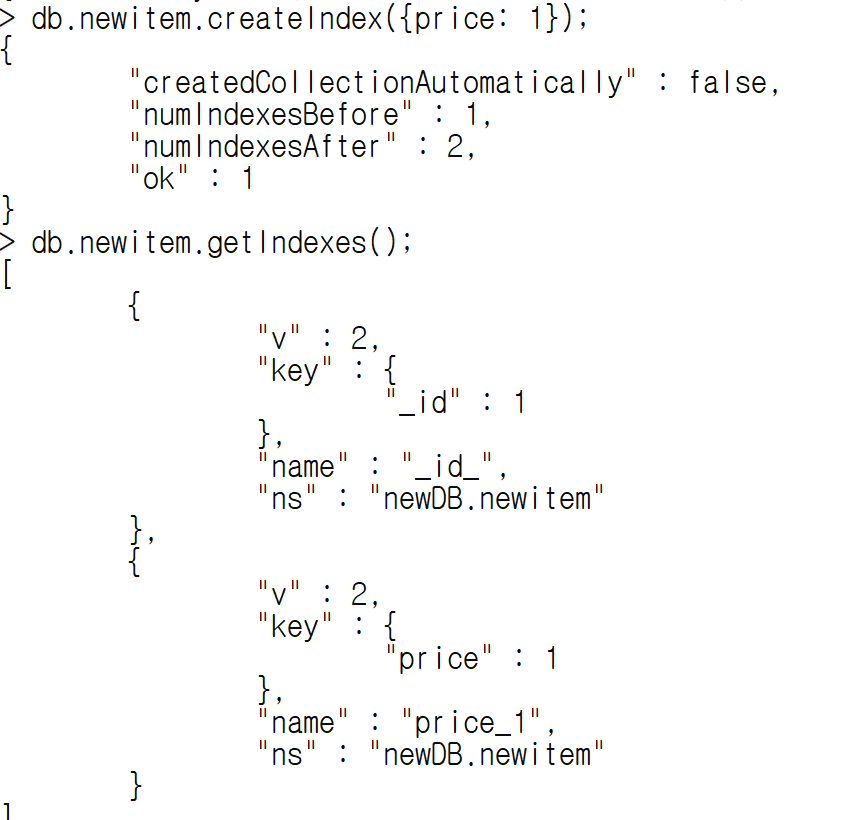 > db.newitem.createIndex({price: 1});
{
        "createdCollectionAutomatically" : false,
        "numIndexesBefore" : 1,
        "numIndexesAfter" : 2,
        "ok" : 1
}
> db.newitem.getIndexes();
[
        {
                "v" : 2,
                "key" : {
                        "_id" : 1
                },
                "name" : "_id_",
                "ns" : "newDB.newitem"
        },
        {
                "v" : 2,
                "key" : {
                        "price" : 1
                },
                "name" : "price_1",
                "ns" : "newDB.newitem"
        }
]